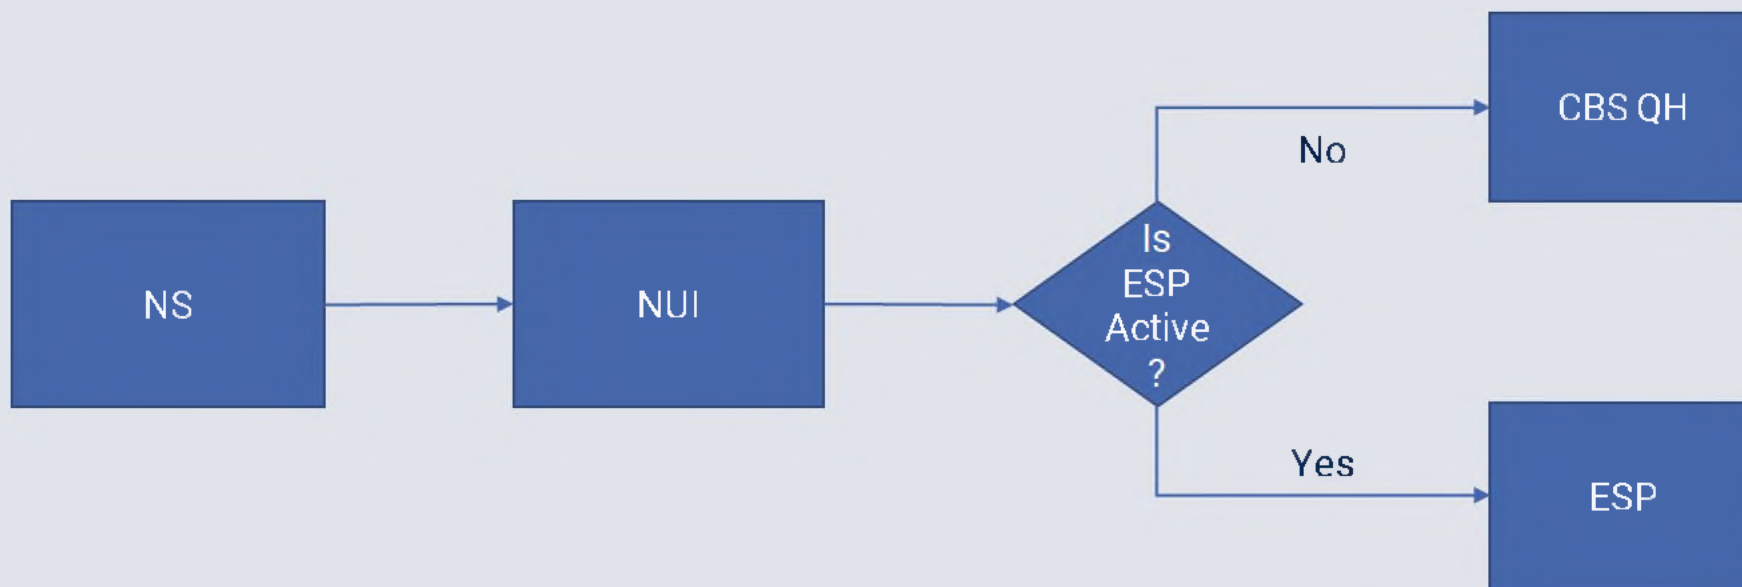 NS
NUI
Is
ESP
Active
?
No
CBS QH
Yes
ESP